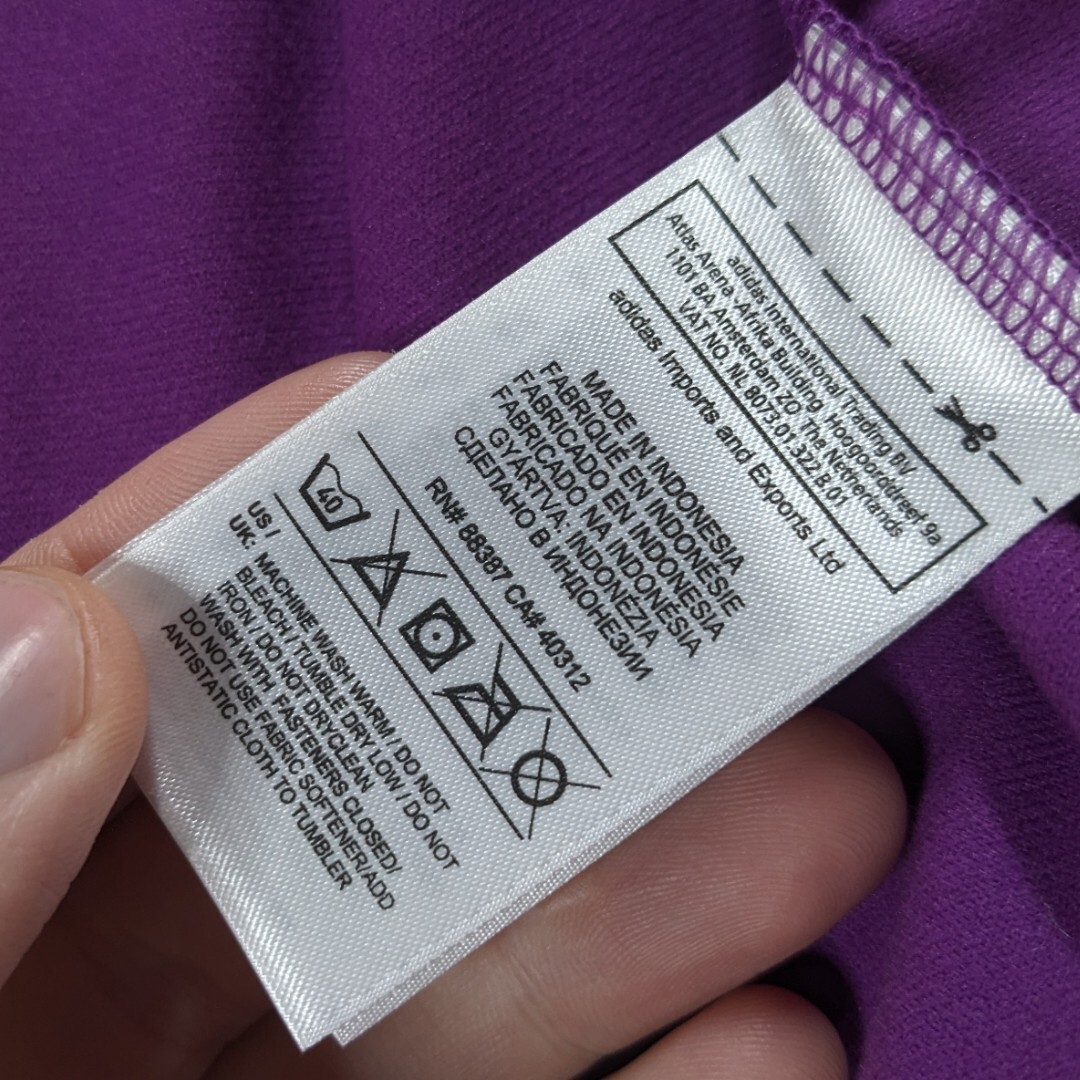 adidas International Trading BV
Atlas Arena, Afrika Building, Hoogoorddreef 9a
1101 BA, Amsterdam ZO, The Netherlands
VAT NO. NL 8073.01.322.B.01
adidas Imports and Exports Ltd
MADE IN INDONESIA
FABRIQUÉ EN INDONÉSIE
FABRICADO EN INDONESIA
FABRICADO NA INDONÉSIA
GYÁRTVA: INDONÉZIA
СДЕЛАНО В ИНДОНЕЗИИ
RN# 88387 CA# 40312
40
US /
UK: MACHINE WASH WARM / DO NOT
BLEACH / TUMBLE DRY LOW / DO NOT
IRON / DO NOT DRYCLEAN
WASH WITH FASTENERS CLOSED/
DO NOT USE FABRIC SOFTENER/ADD
ANTISTATIC CLOTH TO TUMBLER